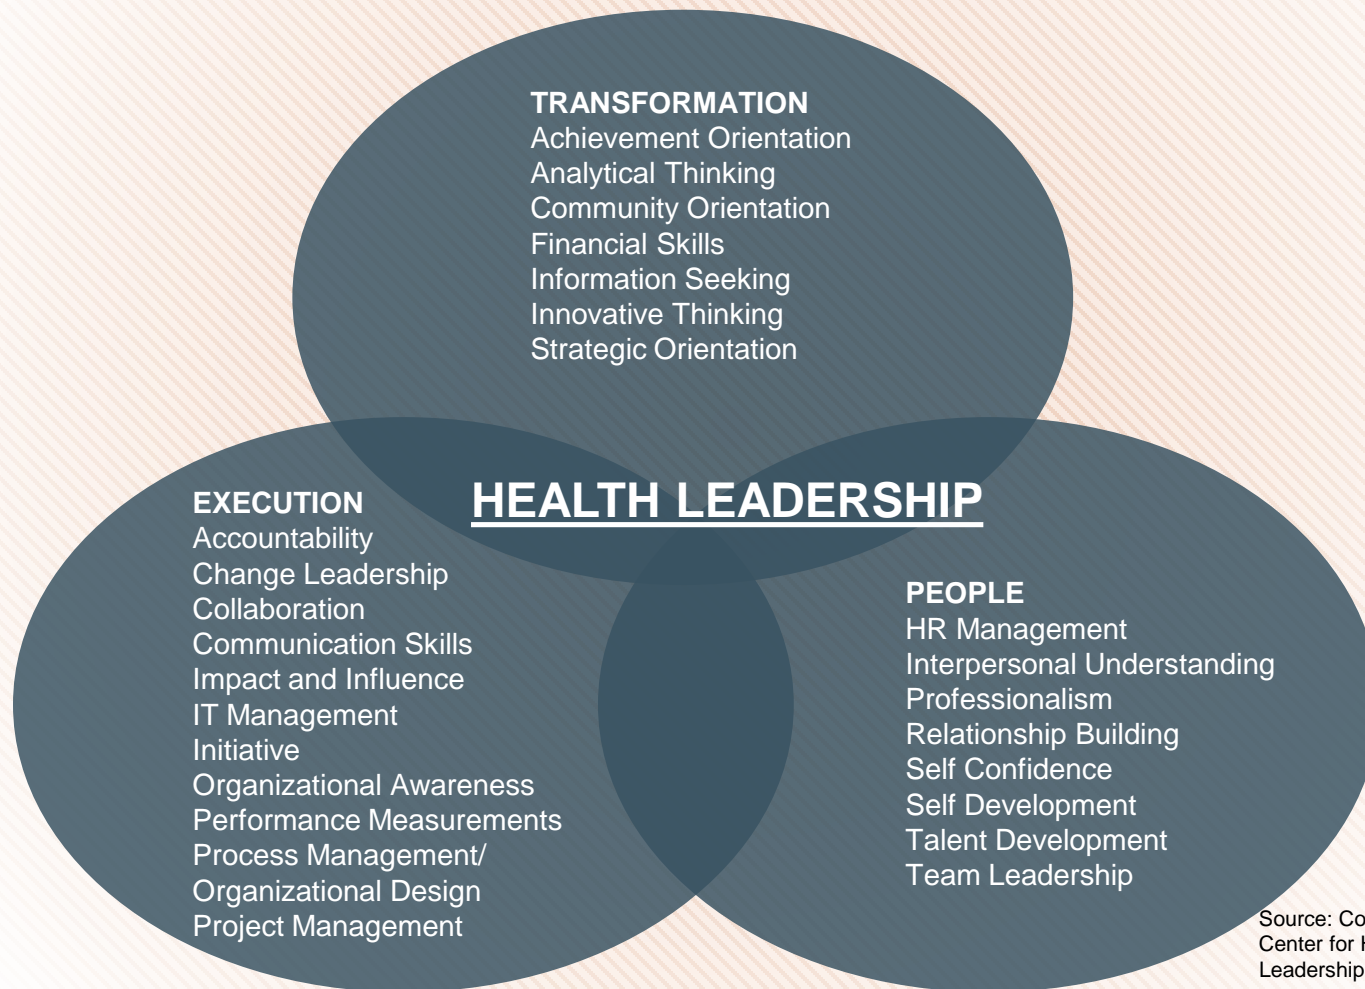 TRANSFORMATION
Achievement Orientation
Analytical Thinking
Community Orientation
Financial Skills
Information Seeking
Innovative Thinking
Strategic Orientation
HEALTH LEADERSHIP
EXECUTION
Accountability
Change Leadership
Collaboration
Communication Skills
Impact and Influence
IT Management
Initiative
Organizational Awareness
Performance Measurements
Process Management/
Organizational Design
Project Management
PEOPLE
HR Management
Interpersonal Understanding
Professionalism
Relationship Building
Self Confidence
Self Development
Talent Development
Team Leadership
Source:
Center for
Leadership